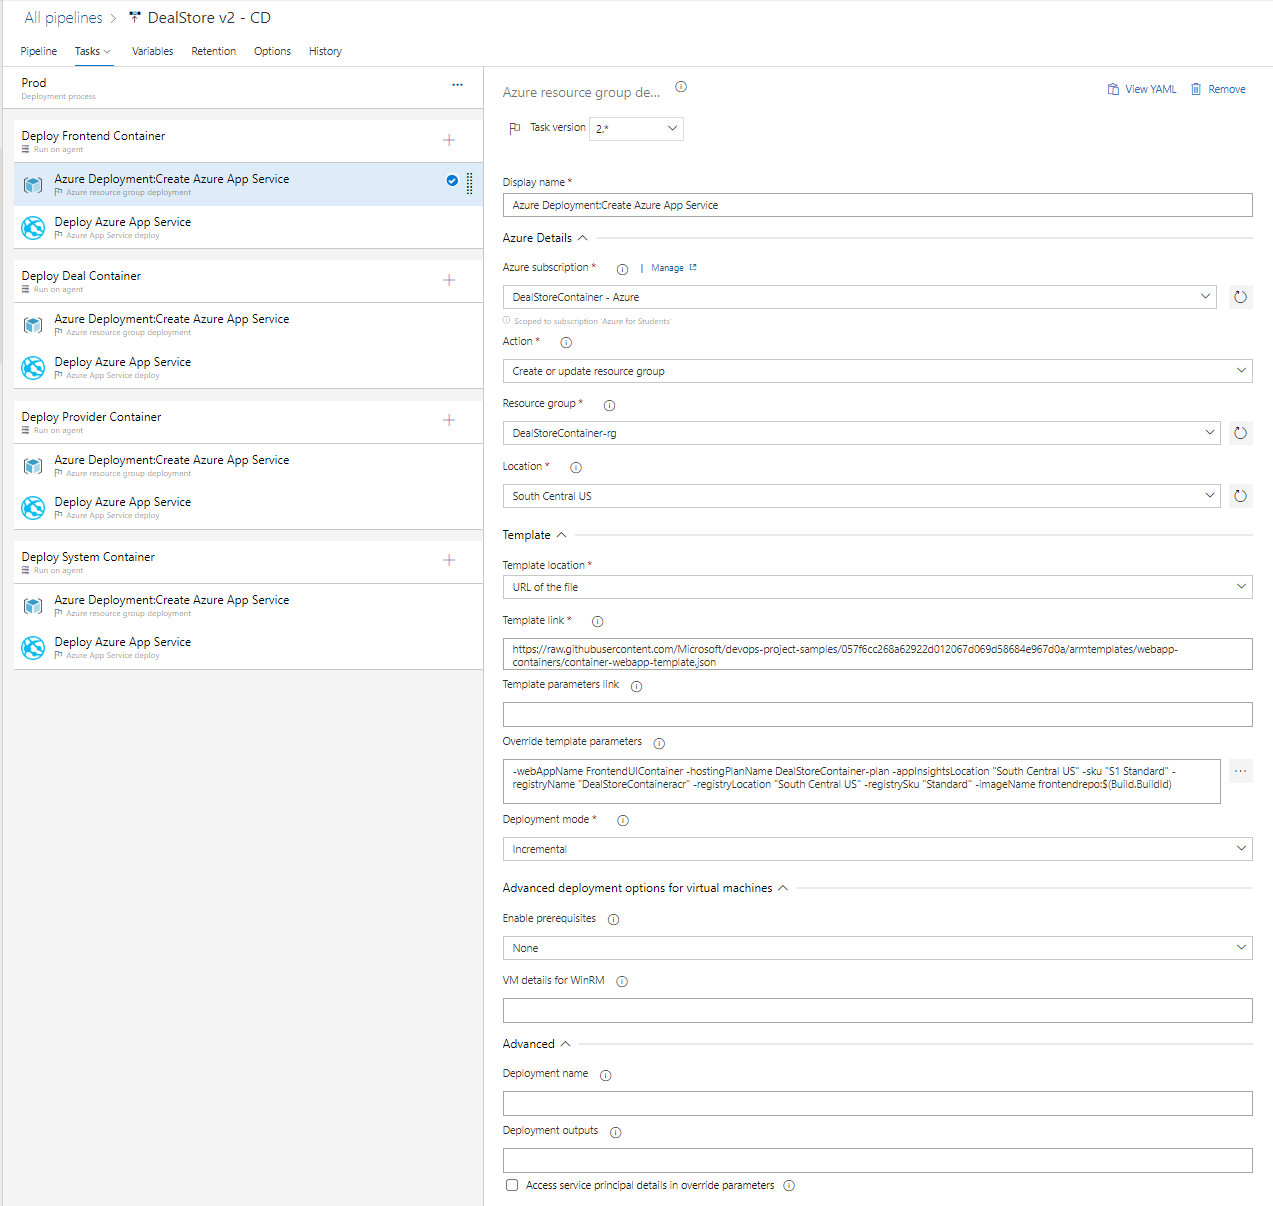 All pipelines > DealStore v2 - CD
Pipeline Tasks Variables Retention Options History
Prod
Deployment process
Deploy Frontend Container
Run on agent
Azure Deployment:Create Azure App Service
Azure resource group deployment
Deploy Azure App Service
Azure App Service deploy
Deploy Deal Container
Run on agent
Azure Deployment:Create Azure App Service
Azure resource group deployment
Deploy Azure App Service
Azure App Service deploy
Deploy Provider Container
Run on agent
Azure Deployment:Create Azure App Service
Azure resource group deployment
Deploy Azure App Service
Azure App Service deploy
Deploy System Container
Run on agent
Azure Deployment:Create Azure App Service
Azure resource group deployment
Deploy Azure App Service
Azure App Service deploy
Azure resource group de...
View YAML Remove
Task version 2.*
Display name *
Azure Deployment:Create Azure App Service
Azure Details
Azure subscription * | Manage
DealStoreContainer - Azure
Scoped to subscription 'Azure for Students'
Action *
Create or update resource group
Resource group *
DealStoreContainer-rg
Location *
South Central US
Template
Template location *
URL of the file
Template link *
https://raw.githubusercontent.com/Microsoft/devops-project-samples/057f6cc268a62922d012067d069d58684e967d0a/armtemplates/webapp-
containers/container-webapp-template.json
Template parameters link
Override template parameters
-webAppName FrontendUIContainer -hostingPlanName DealStoreContainer-plan -appInsightsLocation "South Central US" -sku "S1 Standard" -
registryName "DealStoreContaineracr" -registryLocation "South Central US" -registrySku "Standard" -imageName frontendrepo:$(Build.BuildId)
Deployment mode *
Incremental
Advanced deployment options for virtual machines
Enable prerequisites
None
VM details for WinRM
Advanced
Deployment name
Deployment outputs
Access service principal details in override parameters